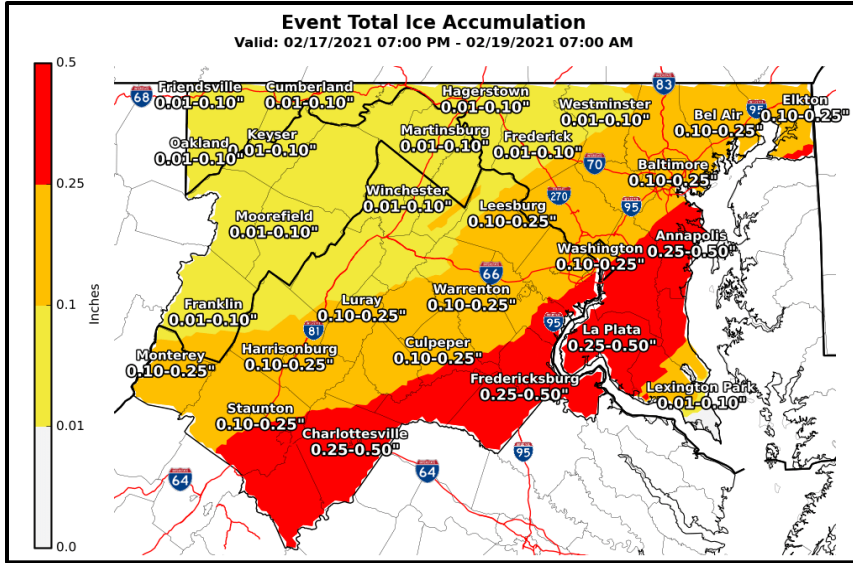 Event Total Ice Accumulation
Valid: 02/17/2021 07:00 PM - 02/19/2021 07:00 AM
0.5
0.25
0.1
0.01
0.0
Inches
68
Friendsville
0.01-0.10"
Cumberland
0.01-0.10"
Hagerstown
0.01-0.10"
83
Westminster
0.01-0.10"
Bel Air
0.10-0.25"
95
Elkton
0.10-0.25"
Oakland
0.01-0.10"
Keyser
0.01-0.10"
Martinsburg
0.01-0.10"
Frederick
0.01-0.10"
70
Baltimore
0.10-0.25"
Winchester
0.01-0.10"
270
95
Moorefield
0.01-0.10"
Leesburg
0.10-0.25"
Washington
0.10-0.25"
Annapolis
0.25-0.50"
66
Franklin
0.01-0.10"
Luray
0.10-0.25"
Warrenton
0.10-0.25"
81
95
La Plata
0.25-0.50"
Monterey
0.10-0.25"
Harrisonburg
0.10-0.25"
Culpeper
0.10-0.25"
Fredericksburg
0.25-0.50"
Lexington Park
0.01-0.10"
Staunton
0.10-0.25"
Charlottesville
0.25-0.50"
64
64
95